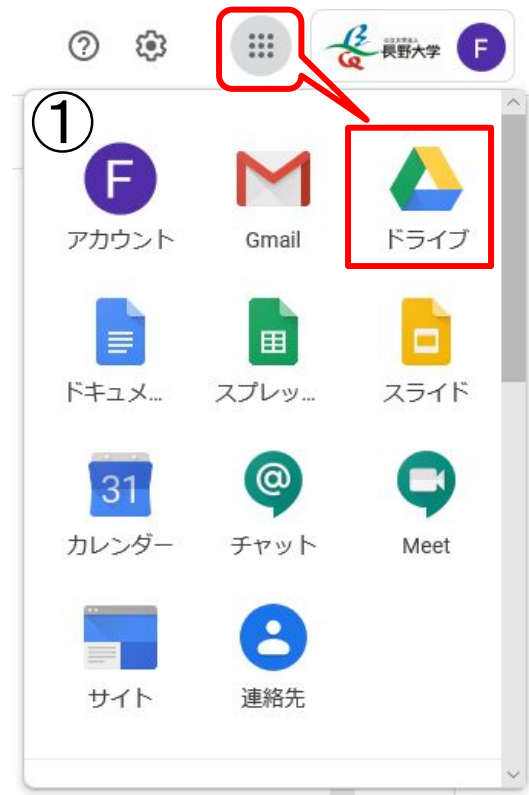 長野大学
F
①
F
アカウント
Gmail
ドライブ
ドキュメ...
スプレッ...
スライド
31
カレンダー
チャット
Meet
サイト
連絡先